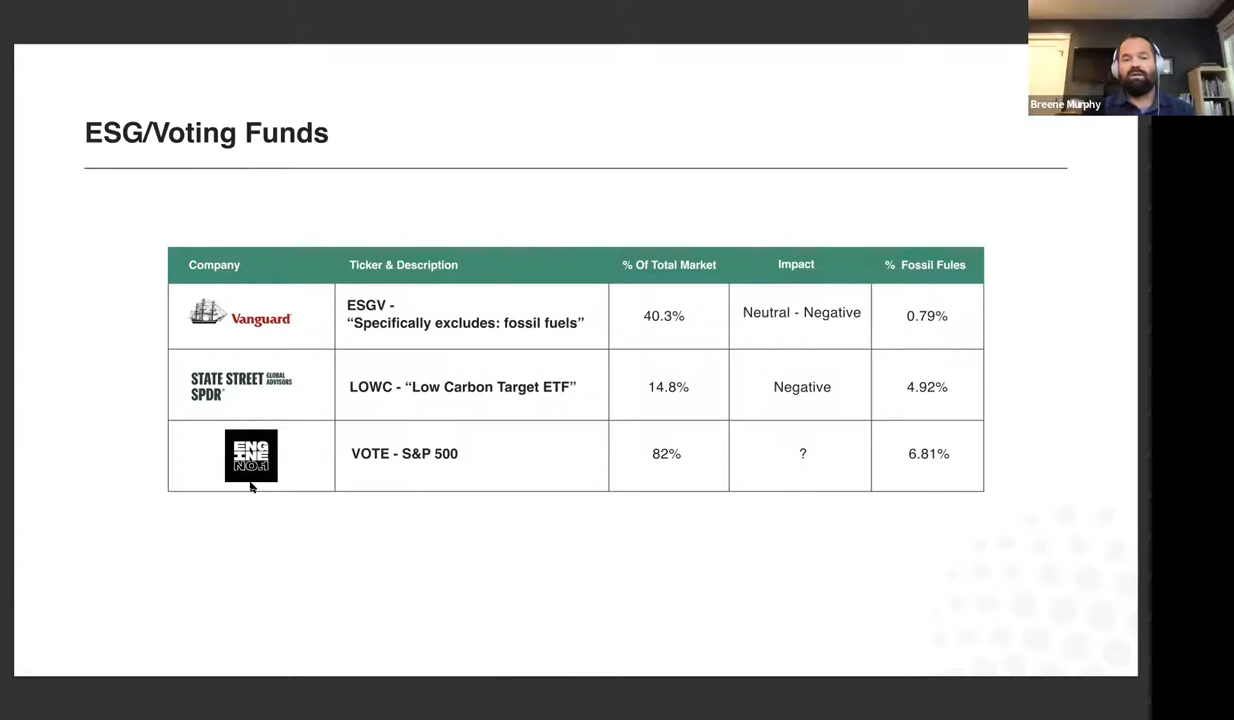 Breene Murphy
ESG/Voting Funds
Company
Ticker & Description
% Of Total Market
Impact
% Fossil Fules
Vanguard
ESGV -
“Specifically excludes: fossil fuels”
40.3%
Neutral - Negative
0.79%
STATE STREET GLOBAL ADVISORS
SPDR
LOWC - “Low Carbon Target ETF”
14.8%
Negative
4.92%
ENG
INE
NO.1
VOTE - S&P 500
82%
?
6.81%